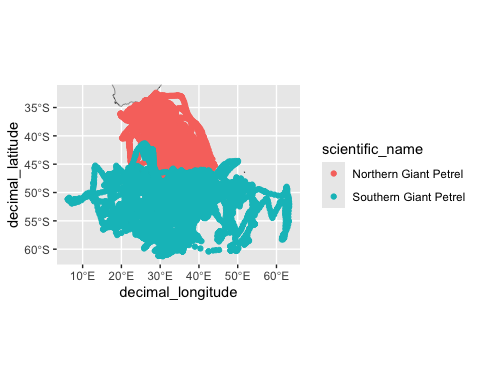 35°S
40°S
45°S
50°S
55°S
60°S
decimal_latitude
10°E 20°E 30°E 40°E 50°E 60°E
decimal_longitude
scientific_name
Northern Giant Petrel
Southern Giant Petrel